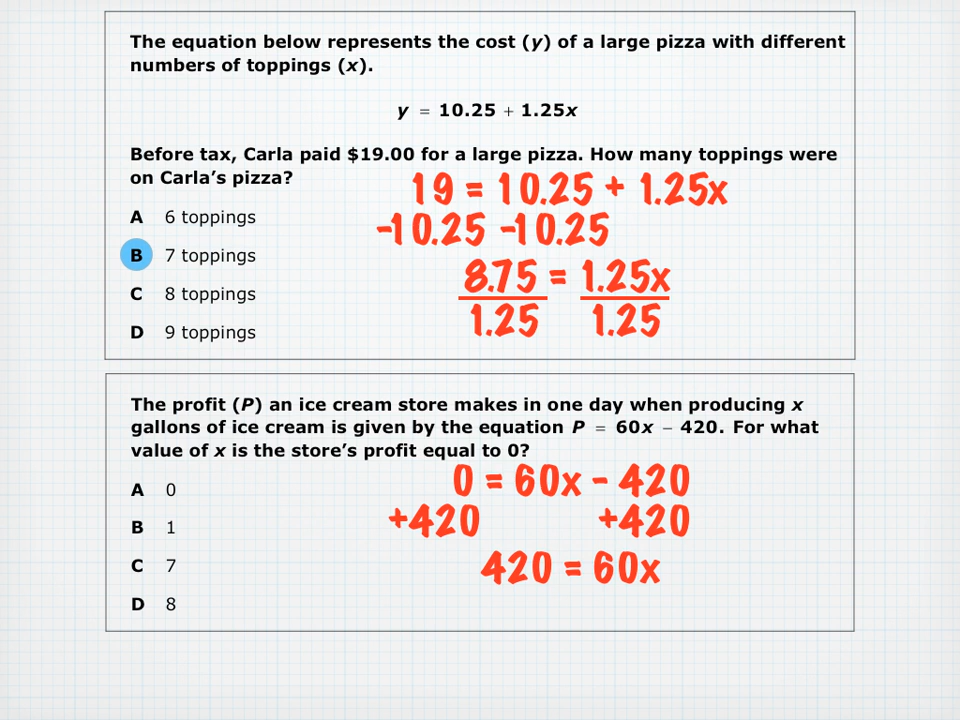 The equation below represents the cost (y) of a large pizza with different
numbers of toppings (x).
y = 10.25 + 1.25x
Before tax, Carla paid $19.00 for a large pizza. How many toppings were
on Carla's pizza?
19 = 10.25 + 1.25x
A 6 toppings
-10.25 -10.25
B 7 toppings
8.75 = 1.25x
C 8 toppings
1.25 1.25
D 9 toppings
The profit (P) an ice cream store makes in one day when producing x
gallons of ice cream is given by the equation P = 60x − 420. For what
value of x is the store's profit equal to 0?
0 = 60x - 420
A 0
+420 +420
B 1
420 = 60x
C 7
D 8